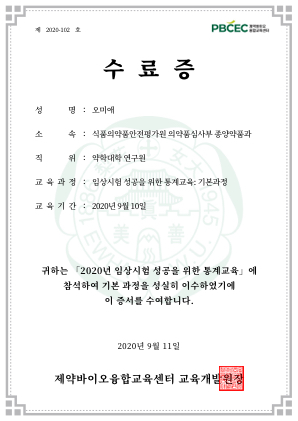 제 2020-102 호
PBCEC 제약바이오 융합교육센터
수 료 증
성 명 : 오미애
소 속 : 식품의약품안전평가원 의약품심사부 종양약품과
직 위 : 약학대학 연구원
교 육 과 정 : 임상시험 성공을 위한 통계교육: 기본과정
교 육 기 간 : 2020년 9월 10일
귀하는 「2020년 임상시험 성공을 위한 통계교육」에
참석하여 기본 과정을 성실히 이수하였기에
이 증서를 수여합니다.
2020년 9월 11일
제약바이오융합교육센터 교육개발원장